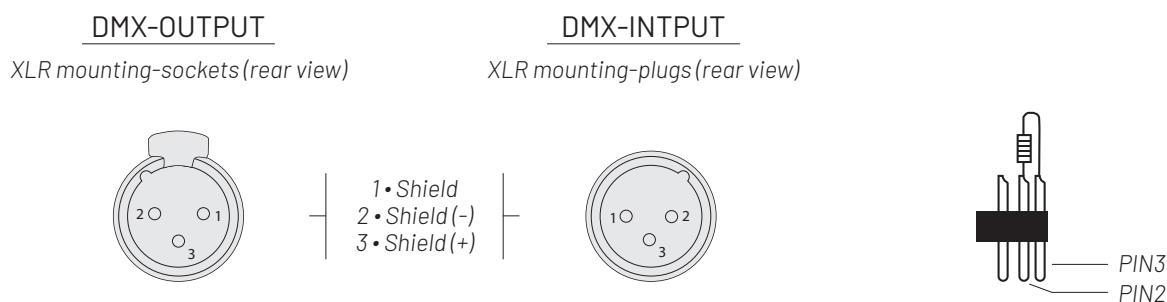 DMX-OUTPUT
XLR mounting-sockets (rear view)
DMX-INTPUT
XLR mounting-plugs (rear view)
2 1
3
1 • Shield
2 • Shield (-)
3 • Shield (+)
1 2
3
PIN3
PIN2